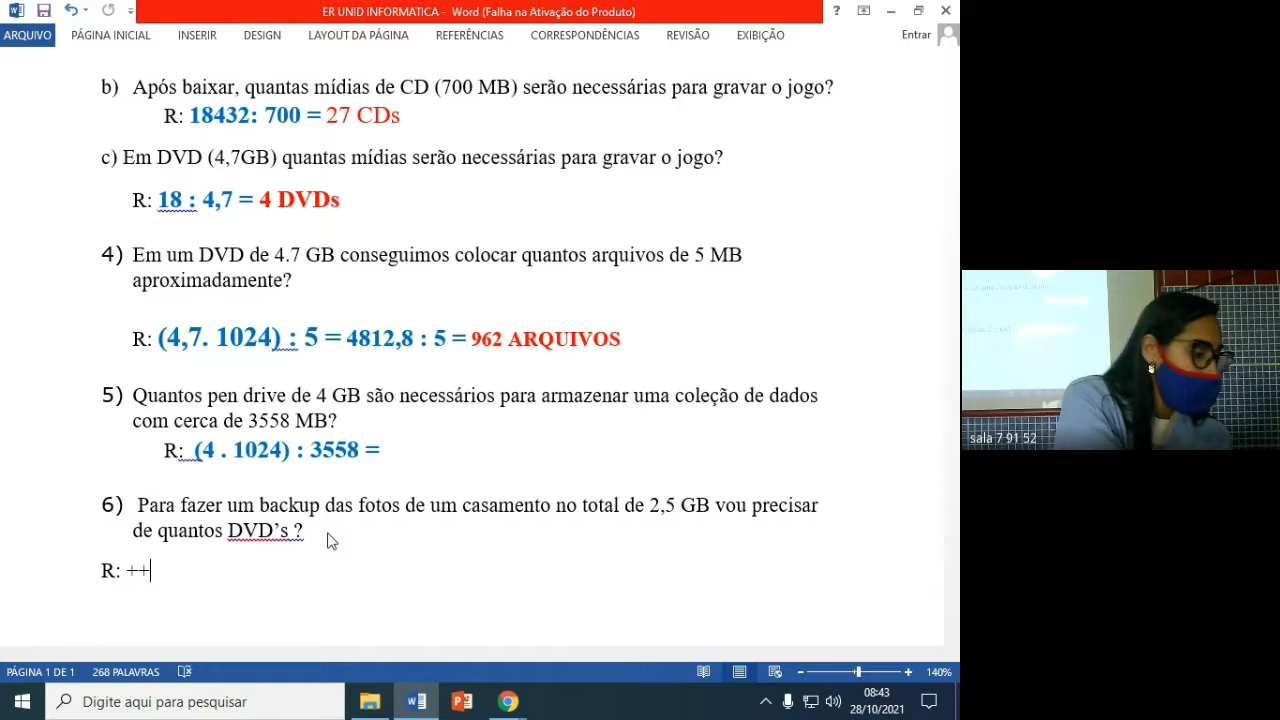 ER UNID INFORMATICA - Word (Falha na Ativação do Produto)
ARQUIVO PÁGINA INICIAL INSERIR DESIGN LAYOUT DA PÁGINA REFERÊNCIAS CORRESPONDÊNCIAS REVISÃO EXIBIÇÃO Entrar
b) Após baixar, quantas mídias de CD (700 MB) serão necessárias para gravar o jogo?
R: 18432: 700 = 27 CDs
c) Em DVD (4,7GB) quantas mídias serão necessárias para gravar o jogo?
R: 18 : 4,7 = 4 DVDs
4) Em um DVD de 4.7 GB conseguimos colocar quantos arquivos de 5 MB
aproximadamente?
R: (4,7. 1024) : 5 = 4812,8 : 5 = 962 ARQUIVOS
5) Quantos pen drive de 4 GB são necessários para armazenar uma coleção de dados
com cerca de 3558 MB?
R: (4 . 1024) : 3558 =
6) Para fazer um backup das fotos de um casamento no total de 2,5 GB vou precisar
de quantos DVD's ?
R: ++
sala 7 91 52
PÁGINA 1 DE 1 268 PALAVRAS 140%
Digite aqui para pesquisar
08:43
28/10/2021